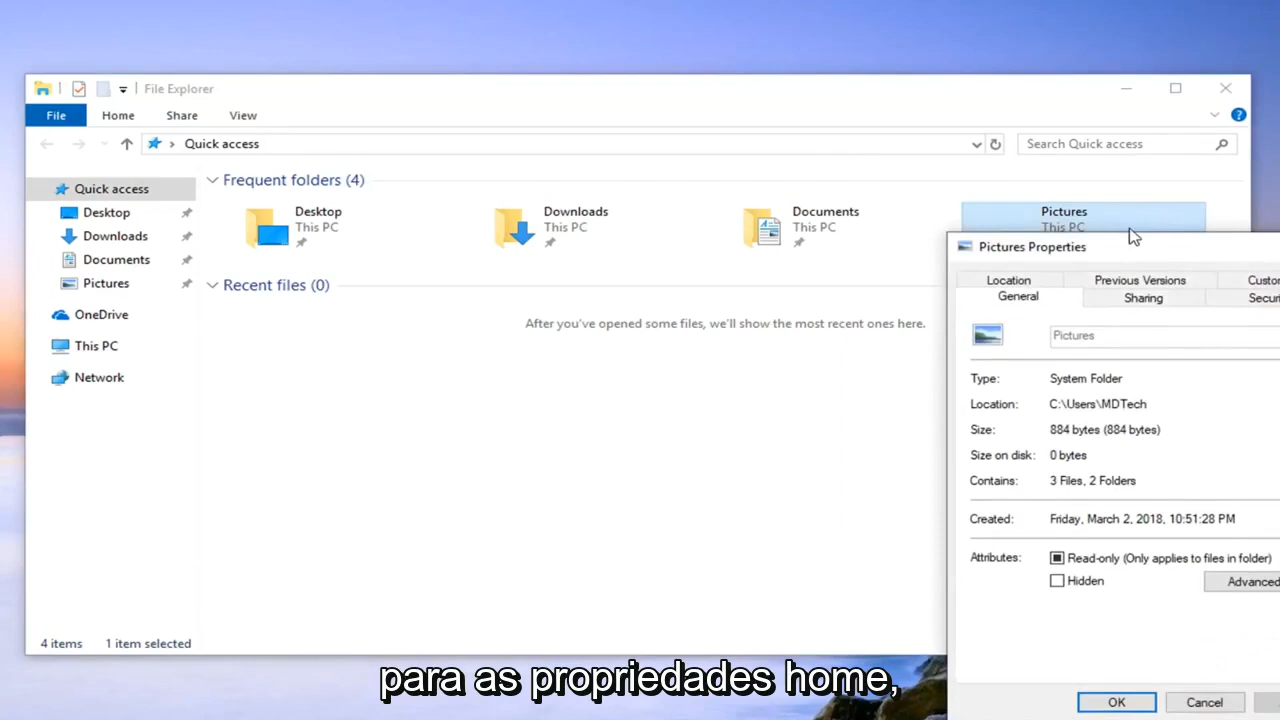 File Explorer
File Home Share View
Quick access
Search Quick access
Quick access
Desktop
Downloads
Documents
Pictures
OneDrive
This PC
Network
Frequent folders (4)
Desktop
This PC
Downloads
This PC
Documents
This PC
Pictures
This PC
Recent files (0)
After you've opened some files, we'll show the most recent ones here.
4 items 1 item selected
Pictures Properties
Location Previous Versions
General Sharing
Pictures
Type: System Folder
Location: C:\Users\MDTech
Size: 884 bytes (884 bytes)
Size on disk: 0 bytes
Contains: 3 Files, 2 Folders
Created: Friday, March 2, 2018, 10:51:28 PM
Attributes: Read-only (Only applies to files in folder)
Hidden
Advanced
OK Cancel
para as propriedades home,